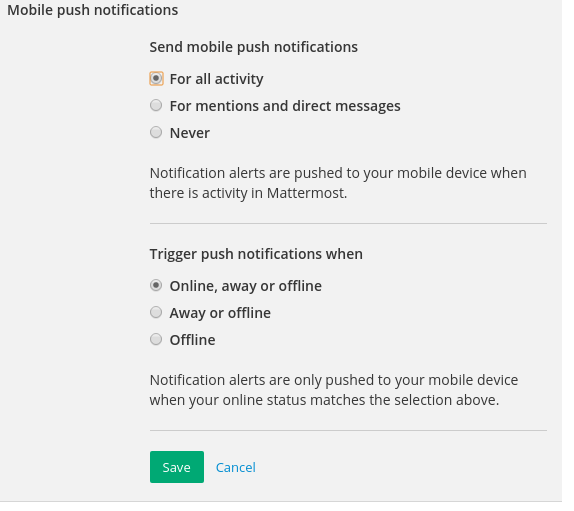 Mobile push notifications
Send mobile push notifications
For all activity
For mentions and direct messages
Never
Notification alerts are pushed to your mobile device when
there is activity in Mattermost.
Trigger push notifications when
Online, away or offline
Away or offline
Offline
Notification alerts are only pushed to your mobile device
when your online status matches the selection above.
Save Cancel